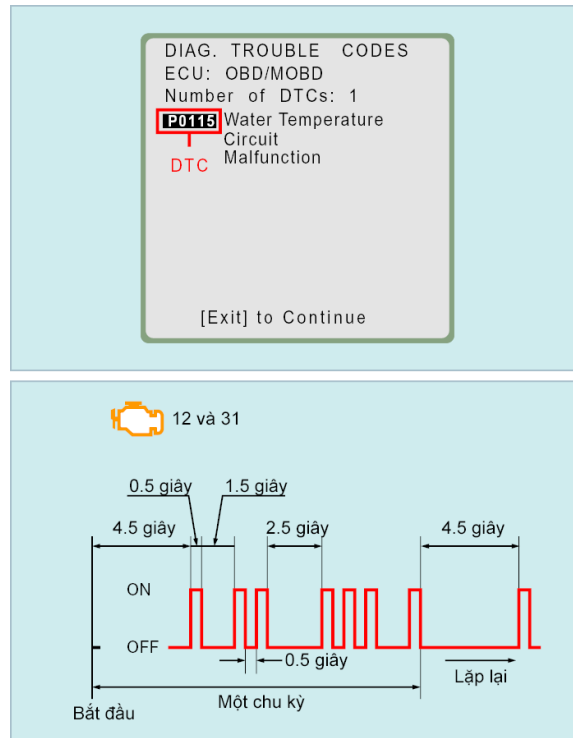 DIAG. TROUBLE CODES
ECU: OBD/MOBD
Number of DTCs: 1
P0115 Water Temperature
Circuit
DTC Malfunction
[Exit] to Continue
12 và 31
0.5 giây 1.5 giây
4.5 giây 2.5 giây 4.5 giây
ON
OFF
0.5 giây
Lặp lại
Một chu kỳ
Bắt đầu